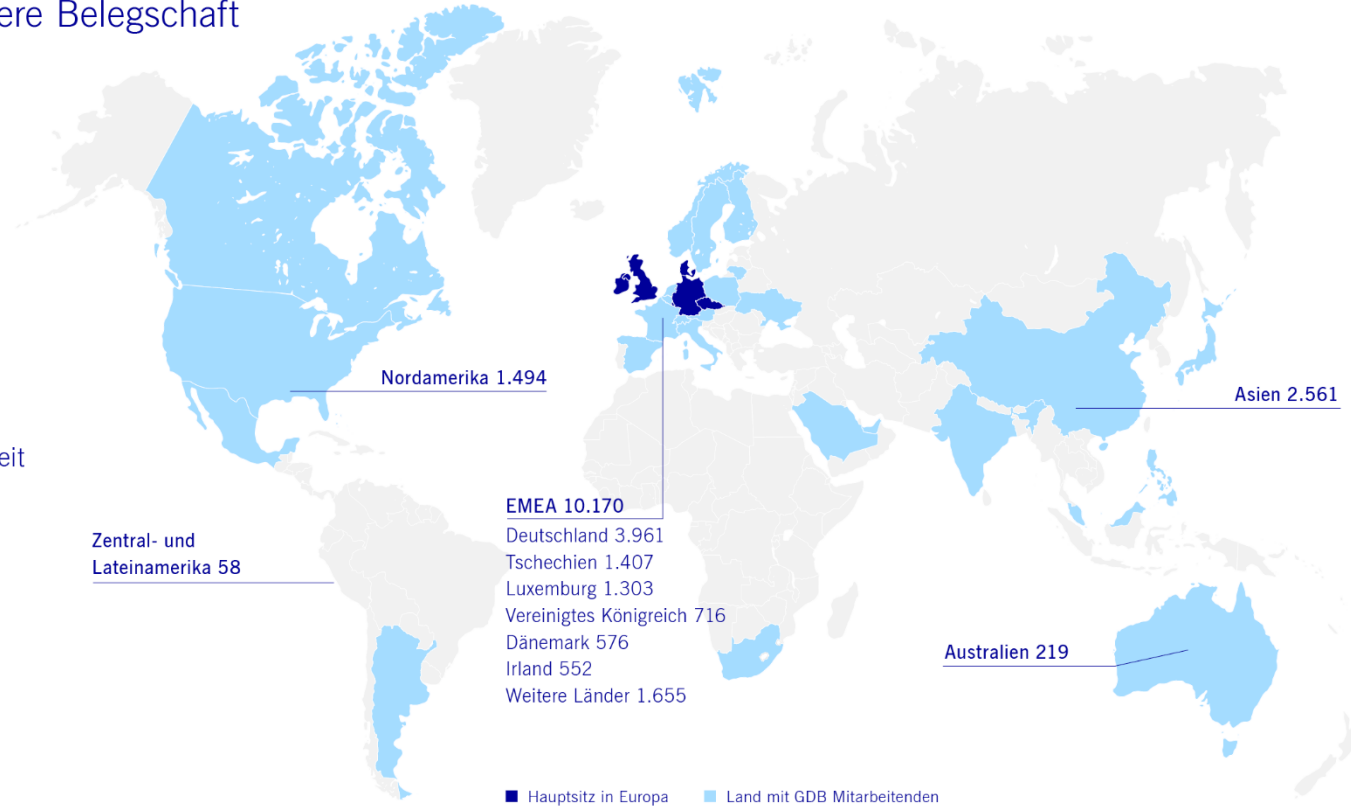 ere Belegschaft
Nordamerika 1.494
Asien 2.561
eit
EMEA 10.170
Deutschland 3.961
Tschechien 1.407
Luxemburg 1.303
Vereinigtes Königreich 716
Dänemark 576
Irland 552
Weitere Länder 1.655
Zentral- und
Lateinamerika 58
Australien 219
Hauptsitz in Europa
Land mit GDB Mitarbeitenden